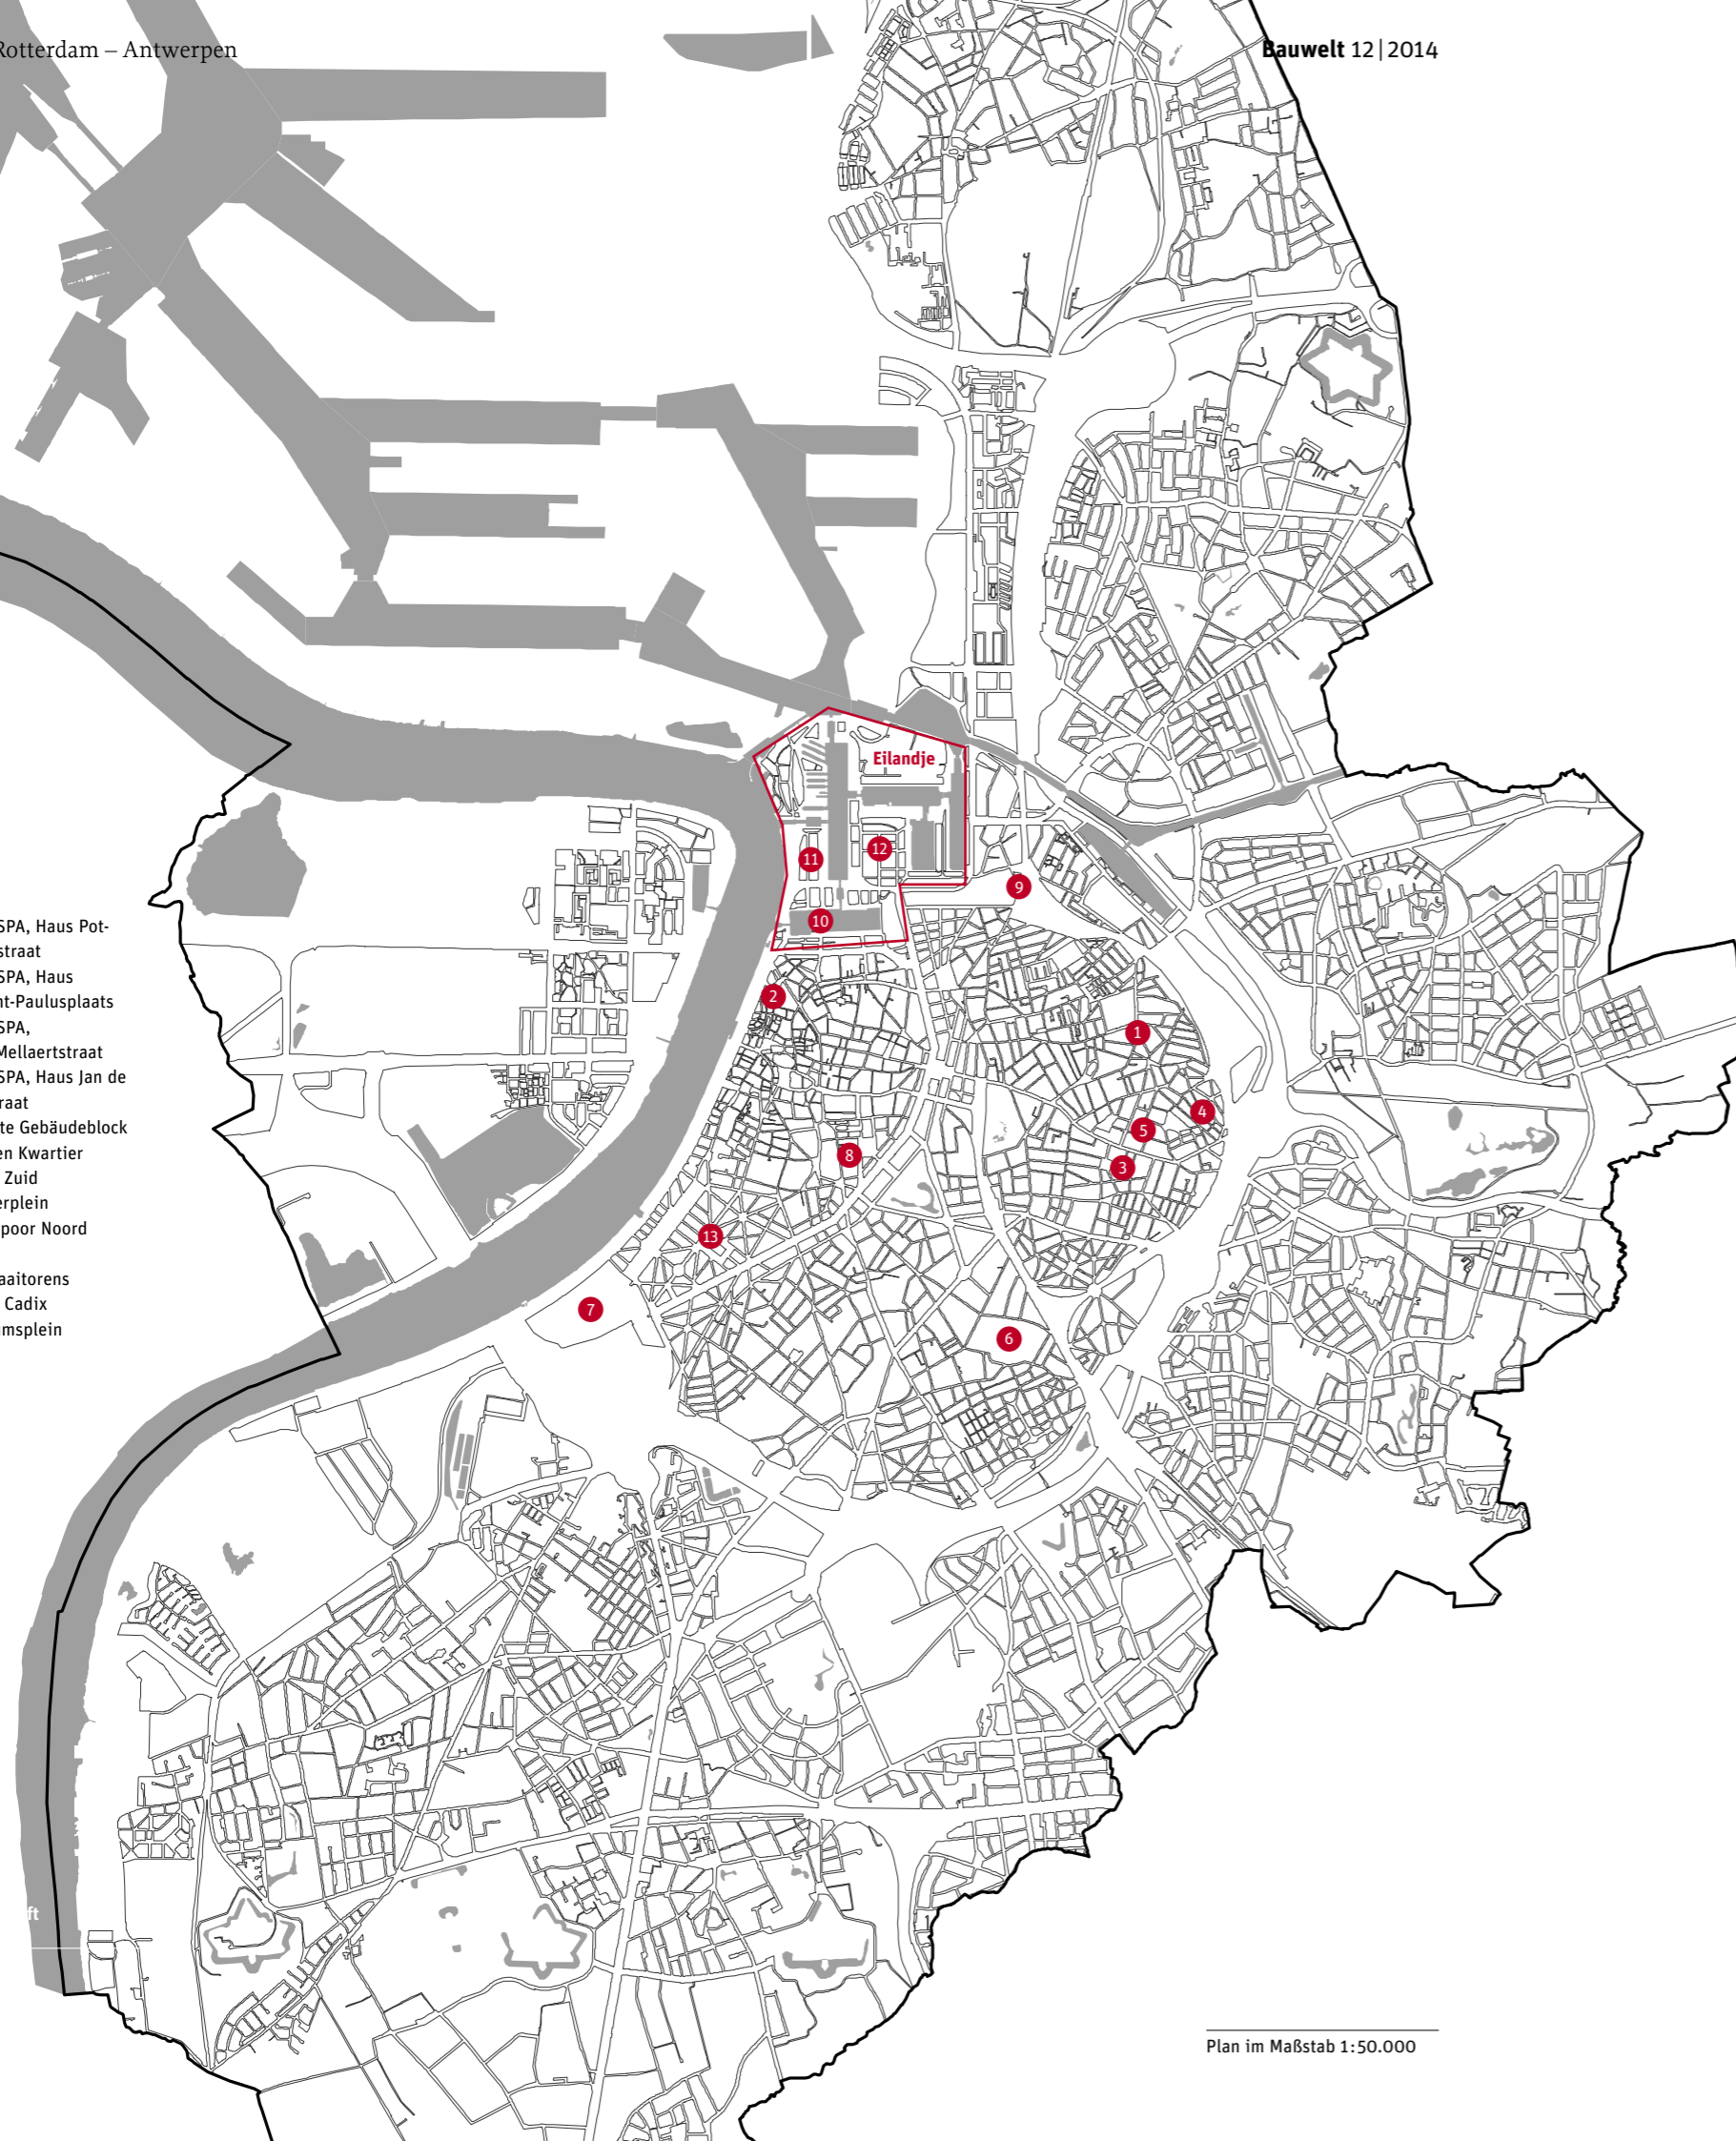 Rotterdam – Antwerpen
Bauwelt 12 | 2014
Eilandje
12
11
9
10
2
1
4
5
8
3
13
7
6
SPA, Haus Pot-
straat
SPA, Haus
nt-Paulusplaats
SPA,
Mellaertstraat
SPA, Haus Jan de
raat
te Gebäudeblock
en Kwartier
Zuid
erplein
poor Noord
aaitorens
Cadix
msplein
ft
Plan im Maßstab 1:50.000